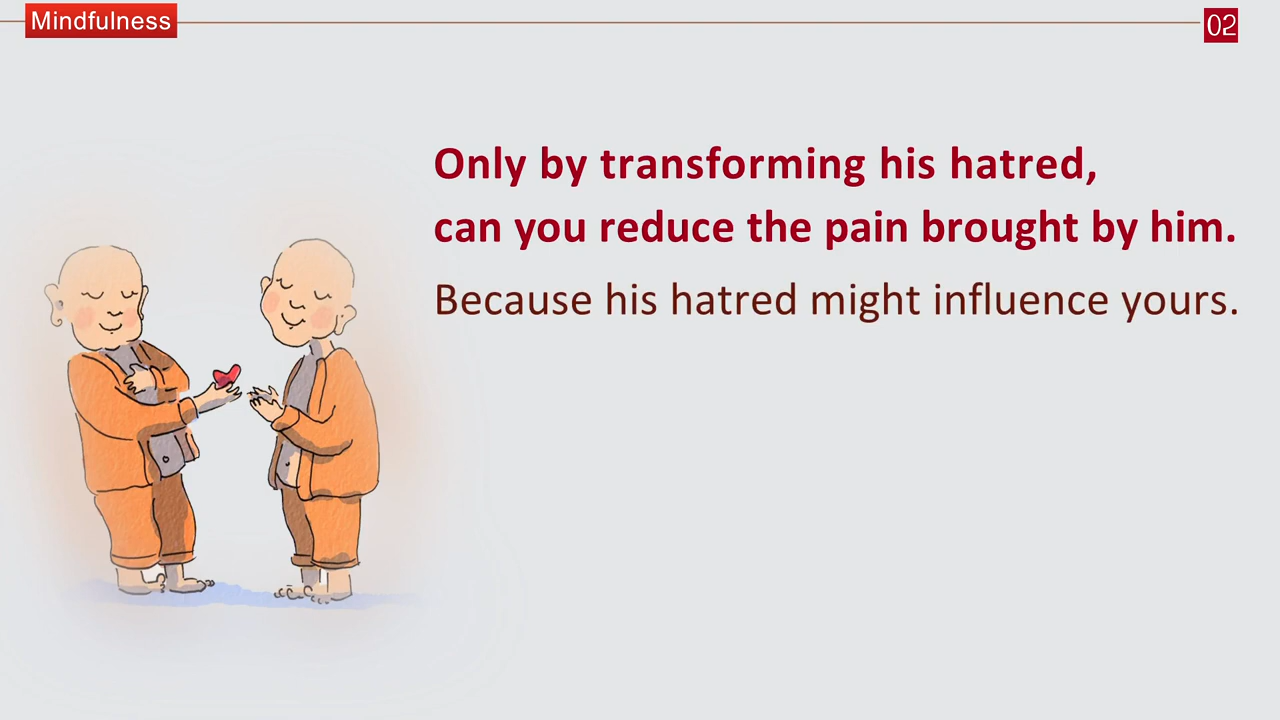 Mindfulness
02
Only by transforming his hatred,
can you reduce the pain brought by him.
Because his hatred might influence yours.